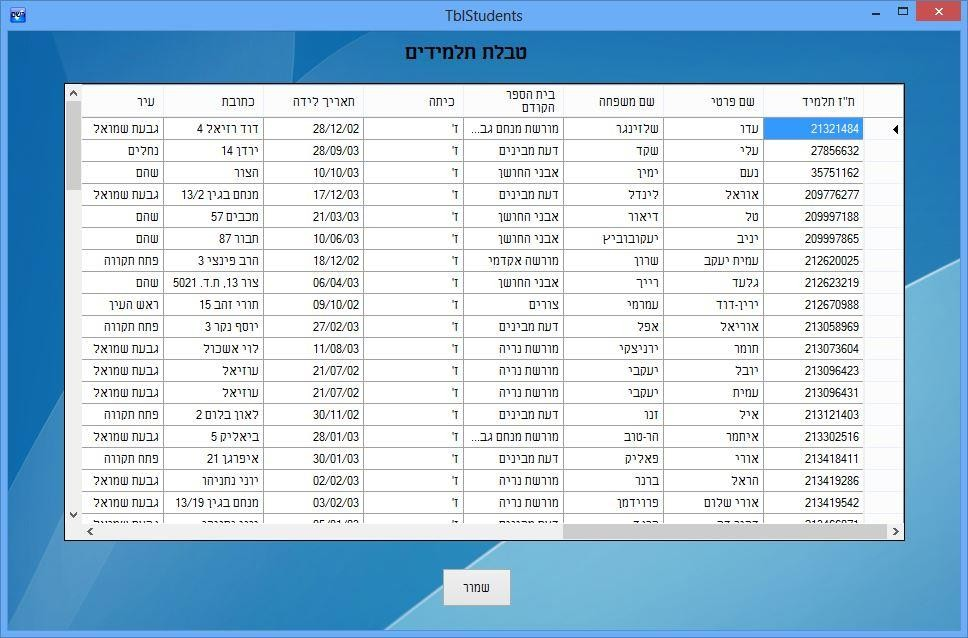 TblStudents
טבלת תלמידים
ת"ז תלמיד שם פרטי שם משפחה בית הספר הקודם כיתה תאריך לידה כתובת עיר
21321484 עדו שלזינגר מורשת מנחם גב... ז' 28/12/02 דוד רזיאל 4 גבעת שמואל
27856632 עלי שקד דעת מבינים ז' 28/09/03 ירדן 14 נחלים
35751162 נעם ימין אבני החושן ז' 10/10/03 הצור שהם
209776277 אוראל לינדל דעת מבינים ז' 17/12/03 מנחם בגין 13/2 גבעת שמואל
209997188 טל דיאור אבני החושן ז' 21/03/03 מכבים 57 שהם
209997865 יניב יעקובוביץ אבני החושן ז' 10/06/03 תבור 87 שהם
212620025 עמית יעקב שרון מורשה אקדמי ז' 18/12/02 הרב פינצי 3 פתח תקווה
212623219 גלעד רייך אבני החושן ז' 06/04/03 צור 13, ת.ד. 5021 שהם
212670988 ירין-דוד עמרמי צורים ז' 09/10/02 תורי זהב 15 ראש העין
213058969 אוריאל אפל דעת מבינים ז' 27/02/03 יוסף נקר 3 פתח תקווה
213073604 תומר ירניצקי מורשת נריה ז' 11/08/03 לוי אשכול גבעת שמואל
213096423 יובל יעקבי מורשת נריה ז' 21/07/02 עוזיאל גבעת שמואל
213096431 עמית יעקבי מורשת נריה ז' 21/07/02 עוזיאל גבעת שמואל
213121403 איל זנו דעת מבינים ז' 30/11/02 לאון בלום 2 פתח תקווה
213302516 איתמר הר-טוב מורשת מנחם גב... ז' 28/01/03 ביאליק 5 גבעת שמואל
213418411 אורי פאליק דעת מבינים ז' 30/01/03 איפרגן 21 פתח תקווה
213419286 הראל ברנר מורשת נריה ז' 02/02/03 יוני נתניהו גבעת שמואל
213419542 אורי שלום פרוידמן מורשת נריה ז' 03/02/03 מנחם בגין 13/19 גבעת שמואל
שמור